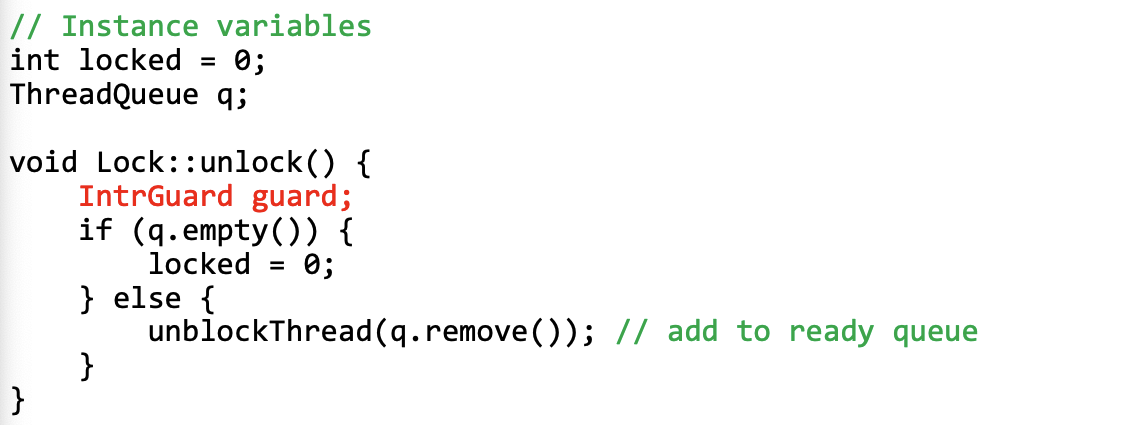 // Instance variables
int locked = 0;
ThreadQueue q;

void Lock::unlock() {
    IntrGuard guard;
    if (q.empty()) {
        locked = 0;
    } else {
        unblockThread(q.remove()); // add to ready queue
    }
}